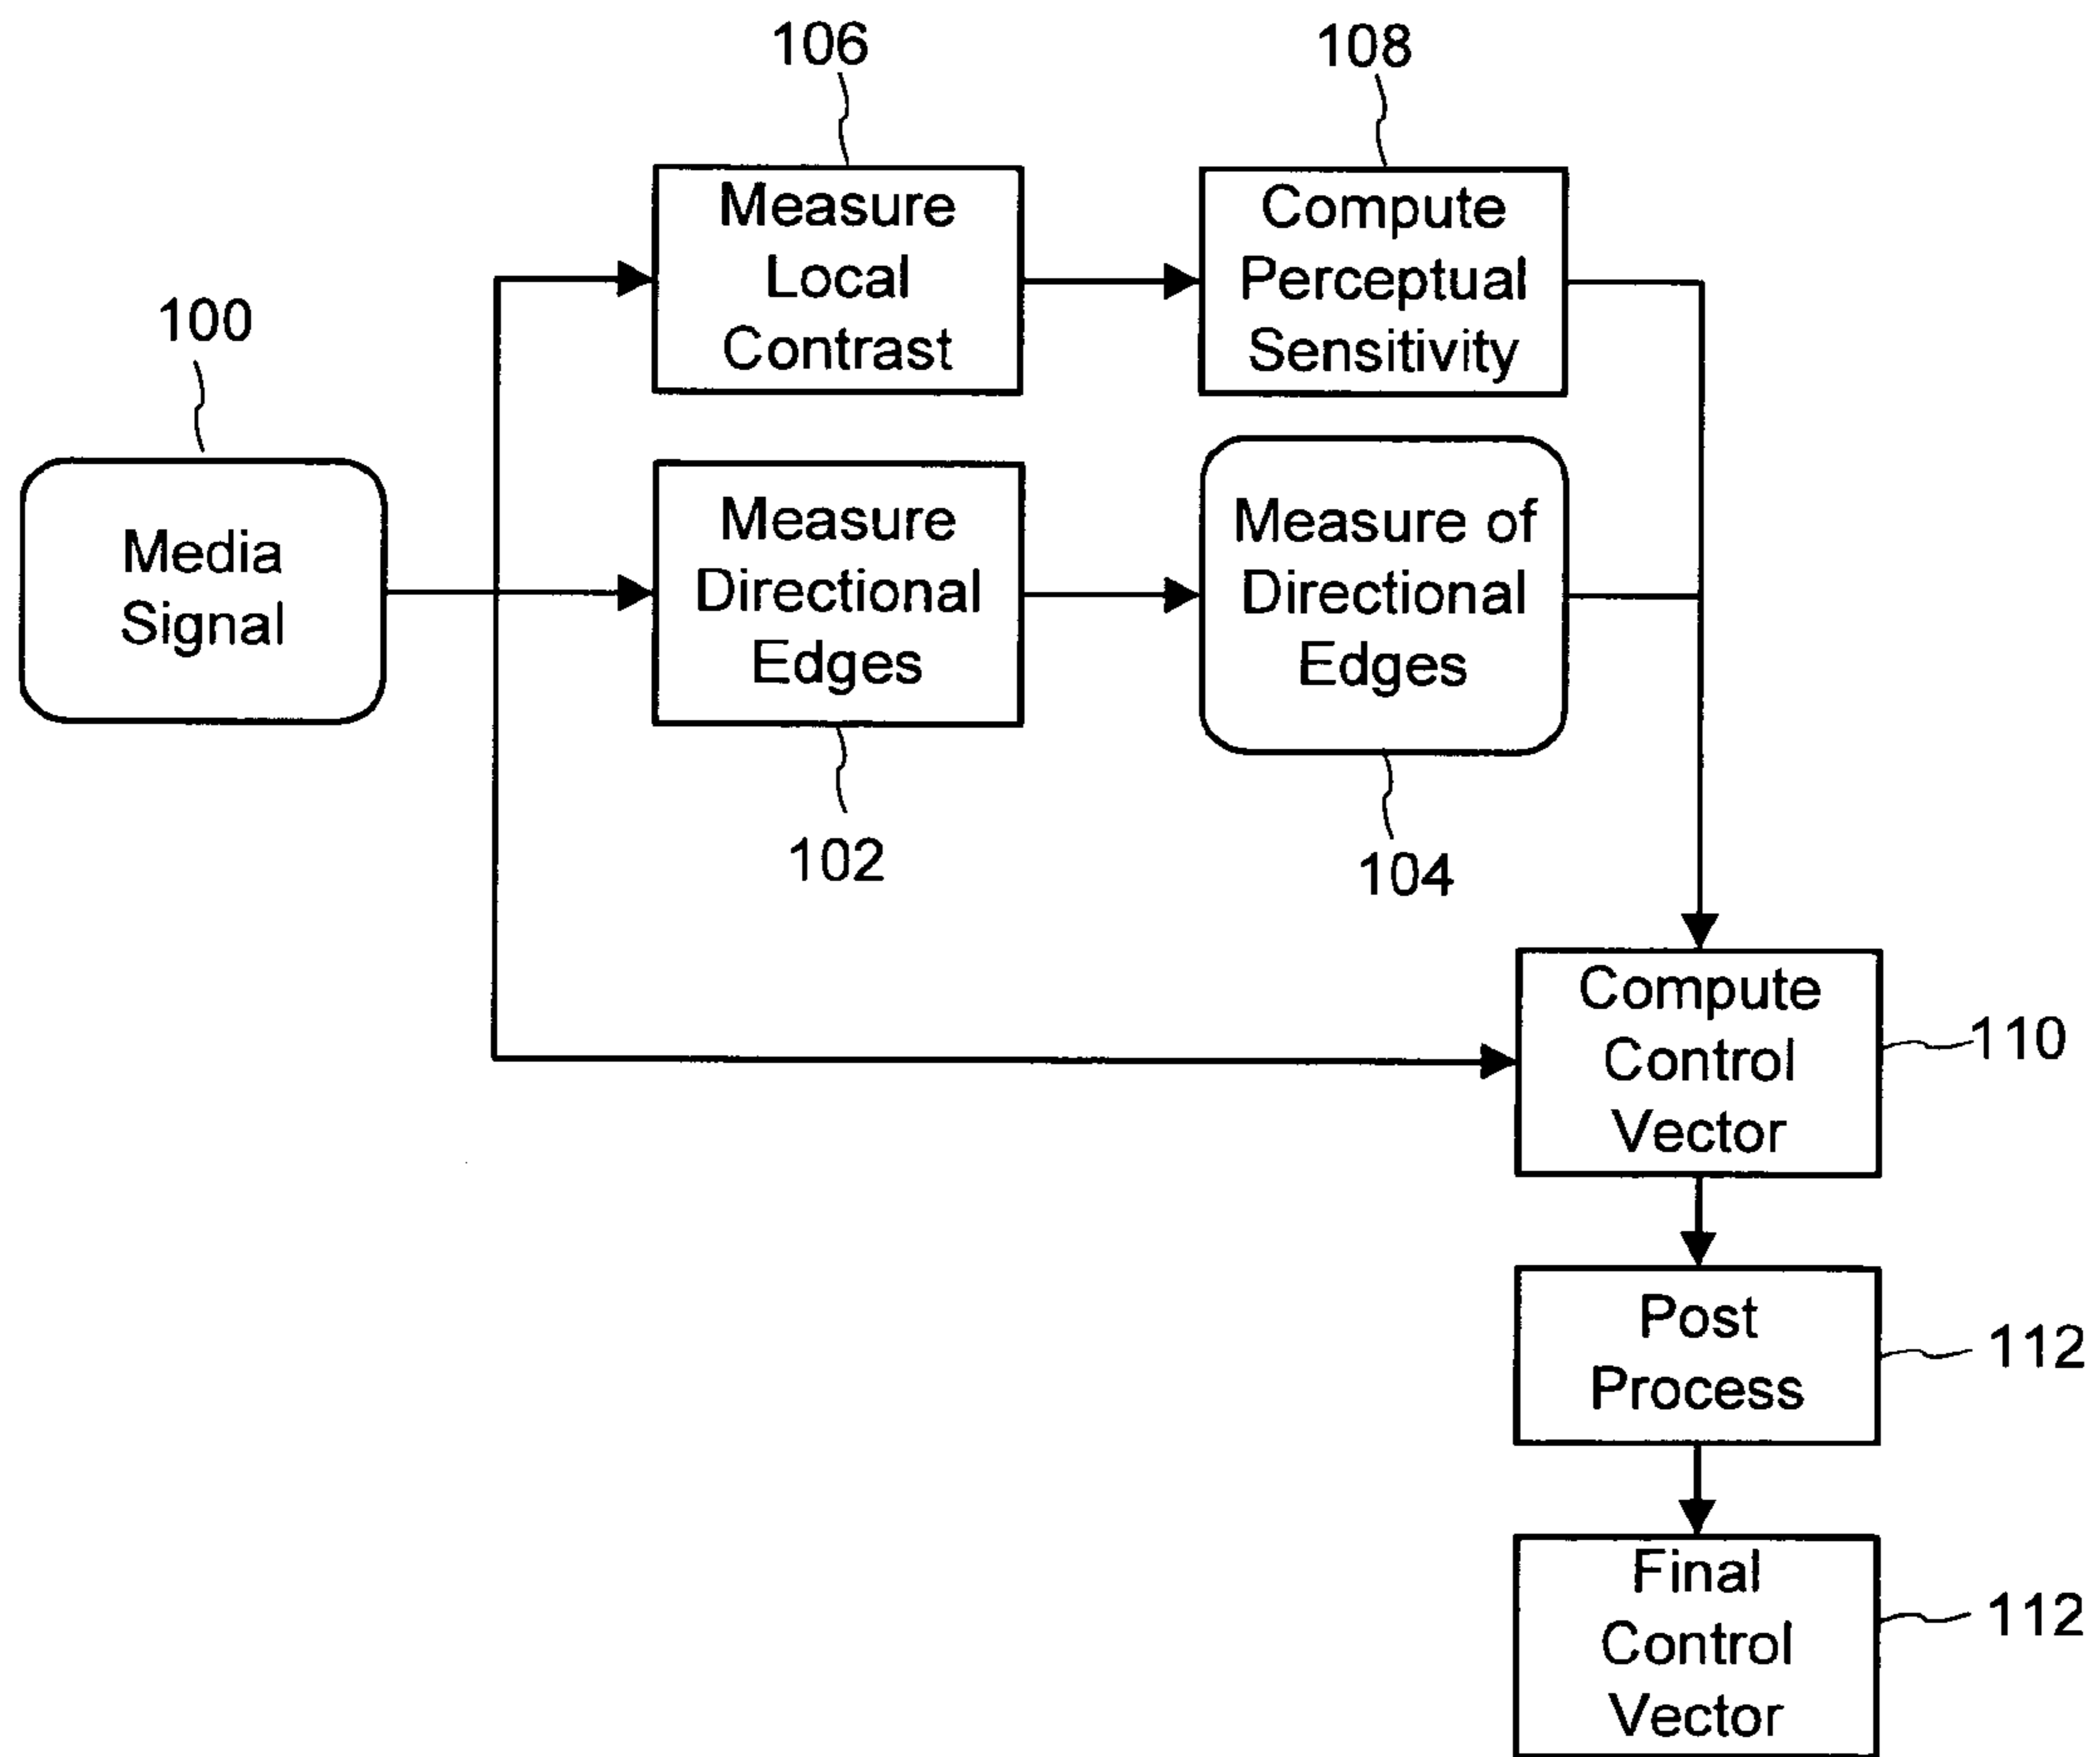 106
108
Measure
Local
Contrast
Compute
Perceptual
Sensitivity
100
Media
Signal
Measure
Directional
Edges
Measure of
Directional
Edges
102
104
Compute
Control
Vector
110
Post
Process
112
Final
Control
Vector
112